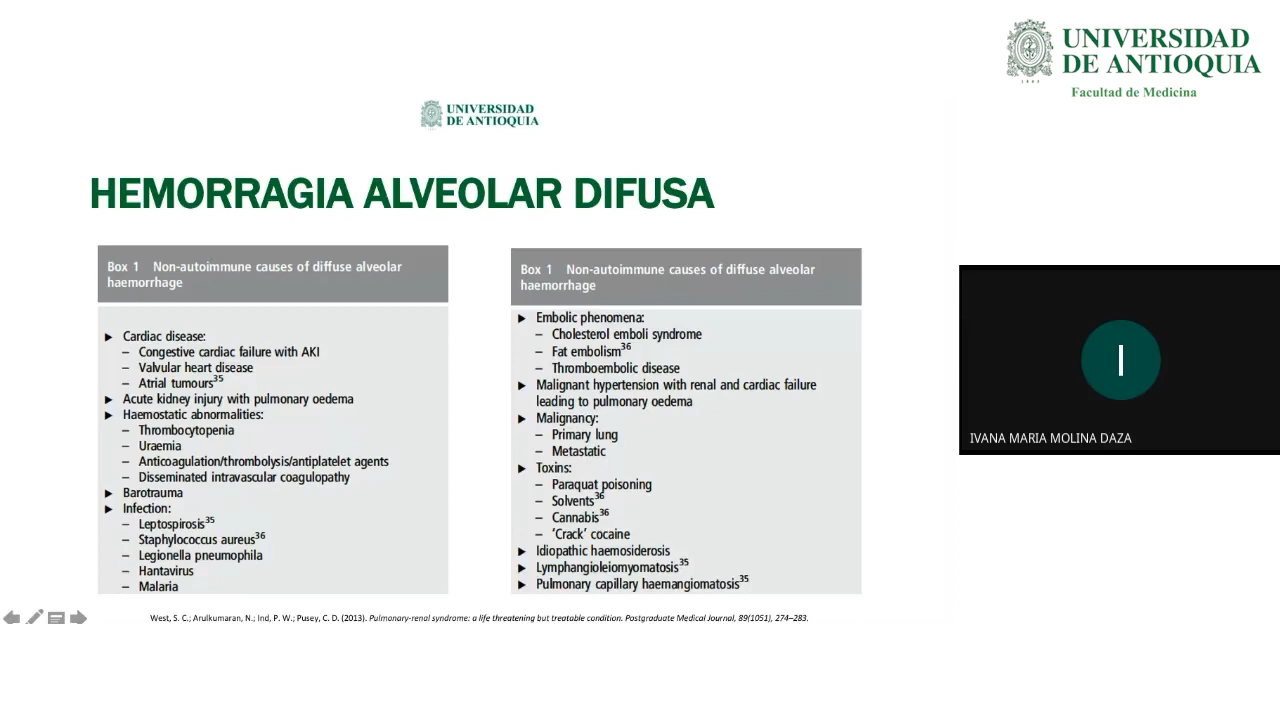 UNIVERSIDAD
DE ANTIOQUIA
1803
Facultad de Medicina
UNIVERSIDAD
DE ANTIOQUIA
HEMORRAGIA ALVEOLAR DIFUSA
Box 1 Non-autoimmune causes of diffuse alveolar
haemorrhage
► Cardiac disease:
– Congestive cardiac failure with AKI
– Valvular heart disease
– Atrial tumours35
► Acute kidney injury with pulmonary oedema
► Haemostatic abnormalities:
– Thrombocytopenia
– Uraemia
– Anticoagulation/thrombolysis/antiplatelet agents
– Disseminated intravascular coagulopathy
► Barotrauma
► Infection:
– Leptospirosis35
– Staphylococcus aureus36
– Legionella pneumophila
– Hantavirus
– Malaria
Box 1 Non-autoimmune causes of diffuse alveolar
haemorrhage
► Embolic phenomena:
– Cholesterol emboli syndrome
– Fat embolism36
– Thromboembolic disease
► Malignant hypertension with renal and cardiac failure
leading to pulmonary oedema
► Malignancy:
– Primary lung
– Metastatic
► Toxins:
– Paraquat poisoning
– Solvents36
– Cannabis36
– ‘Crack’ cocaine
► Idiopathic haemosiderosis
► Lymphangioleiomyomatosis35
► Pulmonary capillary haemangiomatosis35
West, S. C.; Arulkumaran, N.; Ind, P. W.; Pusey, C. D. (2013). Pulmonary-renal syndrome: a life threatening but treatable condition. Postgraduate Medical Journal, 89(1051), 274–283.
I
IVANA MARIA MOLINA DAZA